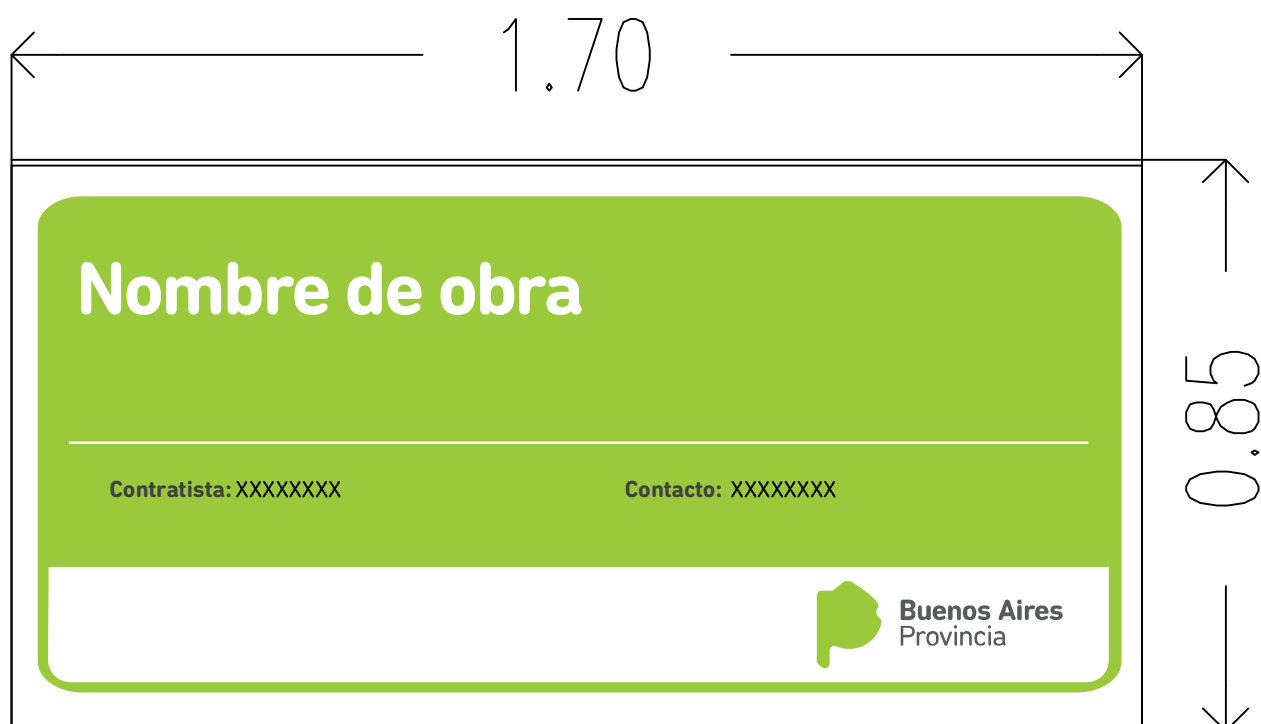 1.70
Nombre de obra
0.85
Contratista: XXXXXXXX Contacto: XXXXXXXX
Buenos Aires
Provincia